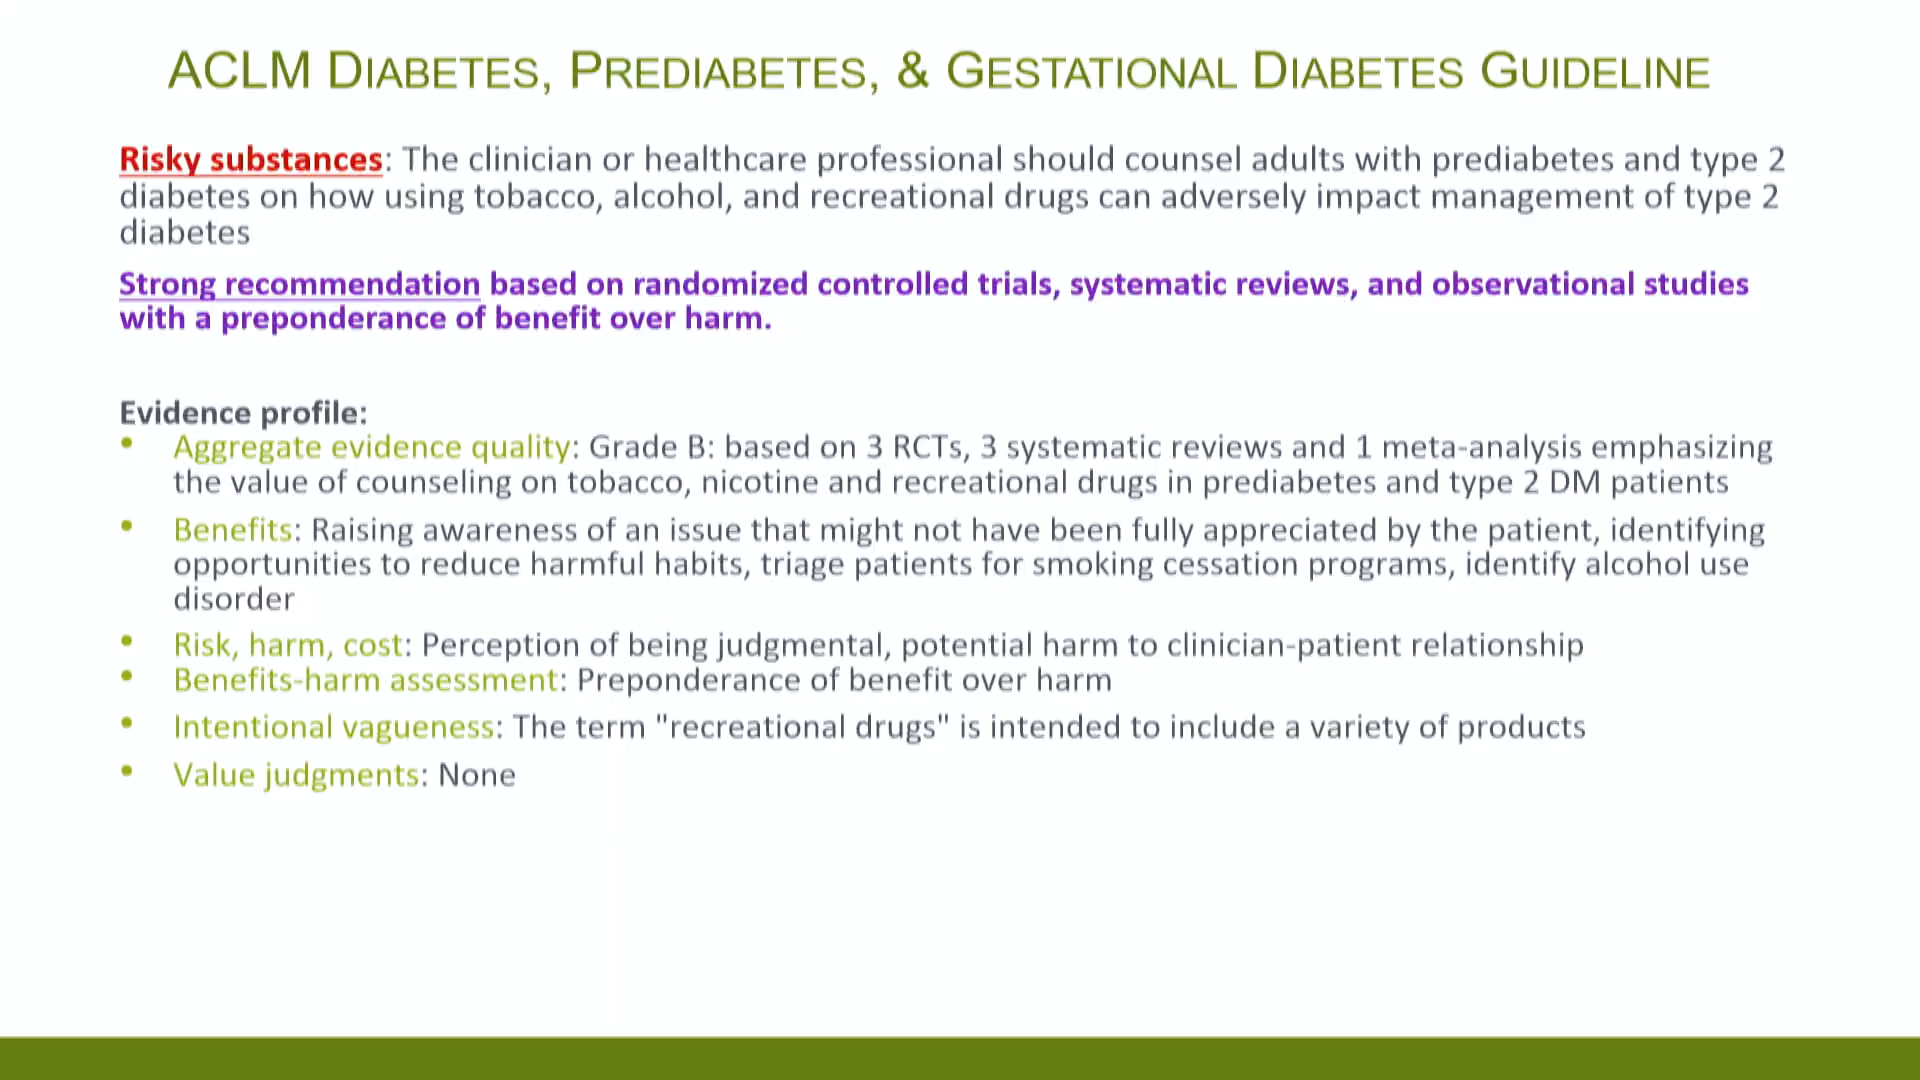 ACLM DIABETES, PREDIABETES, & GESTATIONAL DIABETES GUIDELINE
Risky substances: The clinician or healthcare professional should counsel adults with prediabetes and type 2
diabetes on how using tobacco, alcohol, and recreational drugs can adversely impact management of type 2
diabetes
Strong recommendation based on randomized controlled trials, systematic reviews, and observational studies
with a preponderance of benefit over harm.
Evidence profile:
• Aggregate evidence quality: Grade B: based on 3 RCTs, 3 systematic reviews and 1 meta-analysis emphasizing
the value of counseling on tobacco, nicotine and recreational drugs in prediabetes and type 2 DM patients
• Benefits: Raising awareness of an issue that might not have been fully appreciated by the patient, identifying
opportunities to reduce harmful habits, triage patients for smoking cessation programs, identify alcohol use
disorder
• Risk, harm, cost: Perception of being judgmental, potential harm to clinician-patient relationship
• Benefits-harm assessment: Preponderance of benefit over harm
• Intentional vagueness: The term "recreational drugs" is intended to include a variety of products
• Value judgments: None